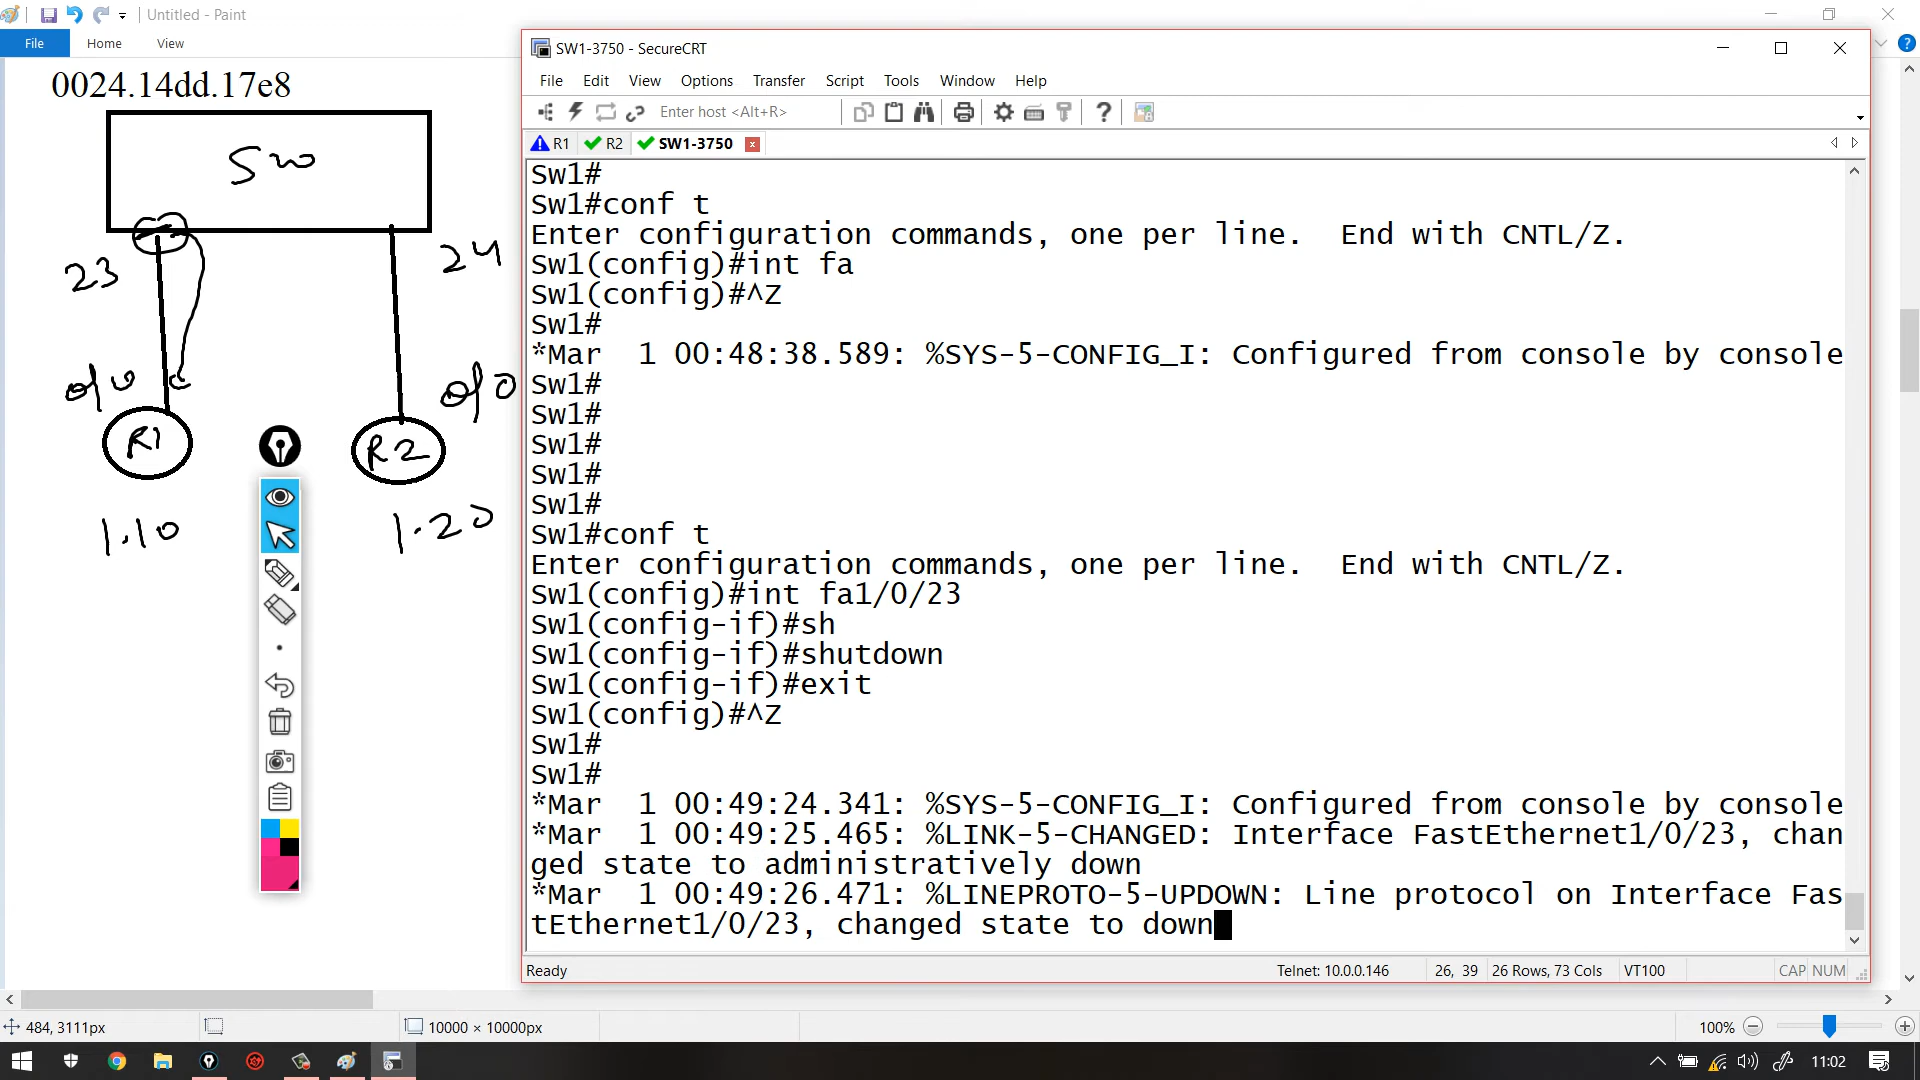 Untitled - Paint
File Home View
0024.14dd.17e8
SW
23
24
0/0
0/0
R1
R2
1.10
1.20
SW1-3750 - SecureCRT
File Edit View Options Transfer Script Tools Window Help
Enter host <Alt+R>
R1 R2 SW1-3750
Sw1#
Sw1#conf t
Enter configuration commands, one per line.  End with CNTL/Z.
Sw1(config)#int fa
Sw1(config)#^Z
Sw1#
*Mar  1 00:48:38.589: %SYS-5-CONFIG_I: Configured from console by console
Sw1#
Sw1#
Sw1#
Sw1#
Sw1#
Sw1#conf t
Enter configuration commands, one per line.  End with CNTL/Z.
Sw1(config)#int fa1/0/23
Sw1(config-if)#sh
Sw1(config-if)#shutdown
Sw1(config-if)#exit
Sw1(config)#^Z
Sw1#
Sw1#
*Mar  1 00:49:24.341: %SYS-5-CONFIG_I: Configured from console by console
*Mar  1 00:49:25.465: %LINK-5-CHANGED: Interface FastEthernet1/0/23, chan
ged state to administratively down
*Mar  1 00:49:26.471: %LINEPROTO-5-UPDOWN: Line protocol on Interface Fas
tEthernet1/0/23, changed state to down
Ready Telnet: 10.0.0.146 26, 39 26 Rows, 73 Cols VT100 CAP NUM
484, 3111px 10000 × 10000px 100%
11:02